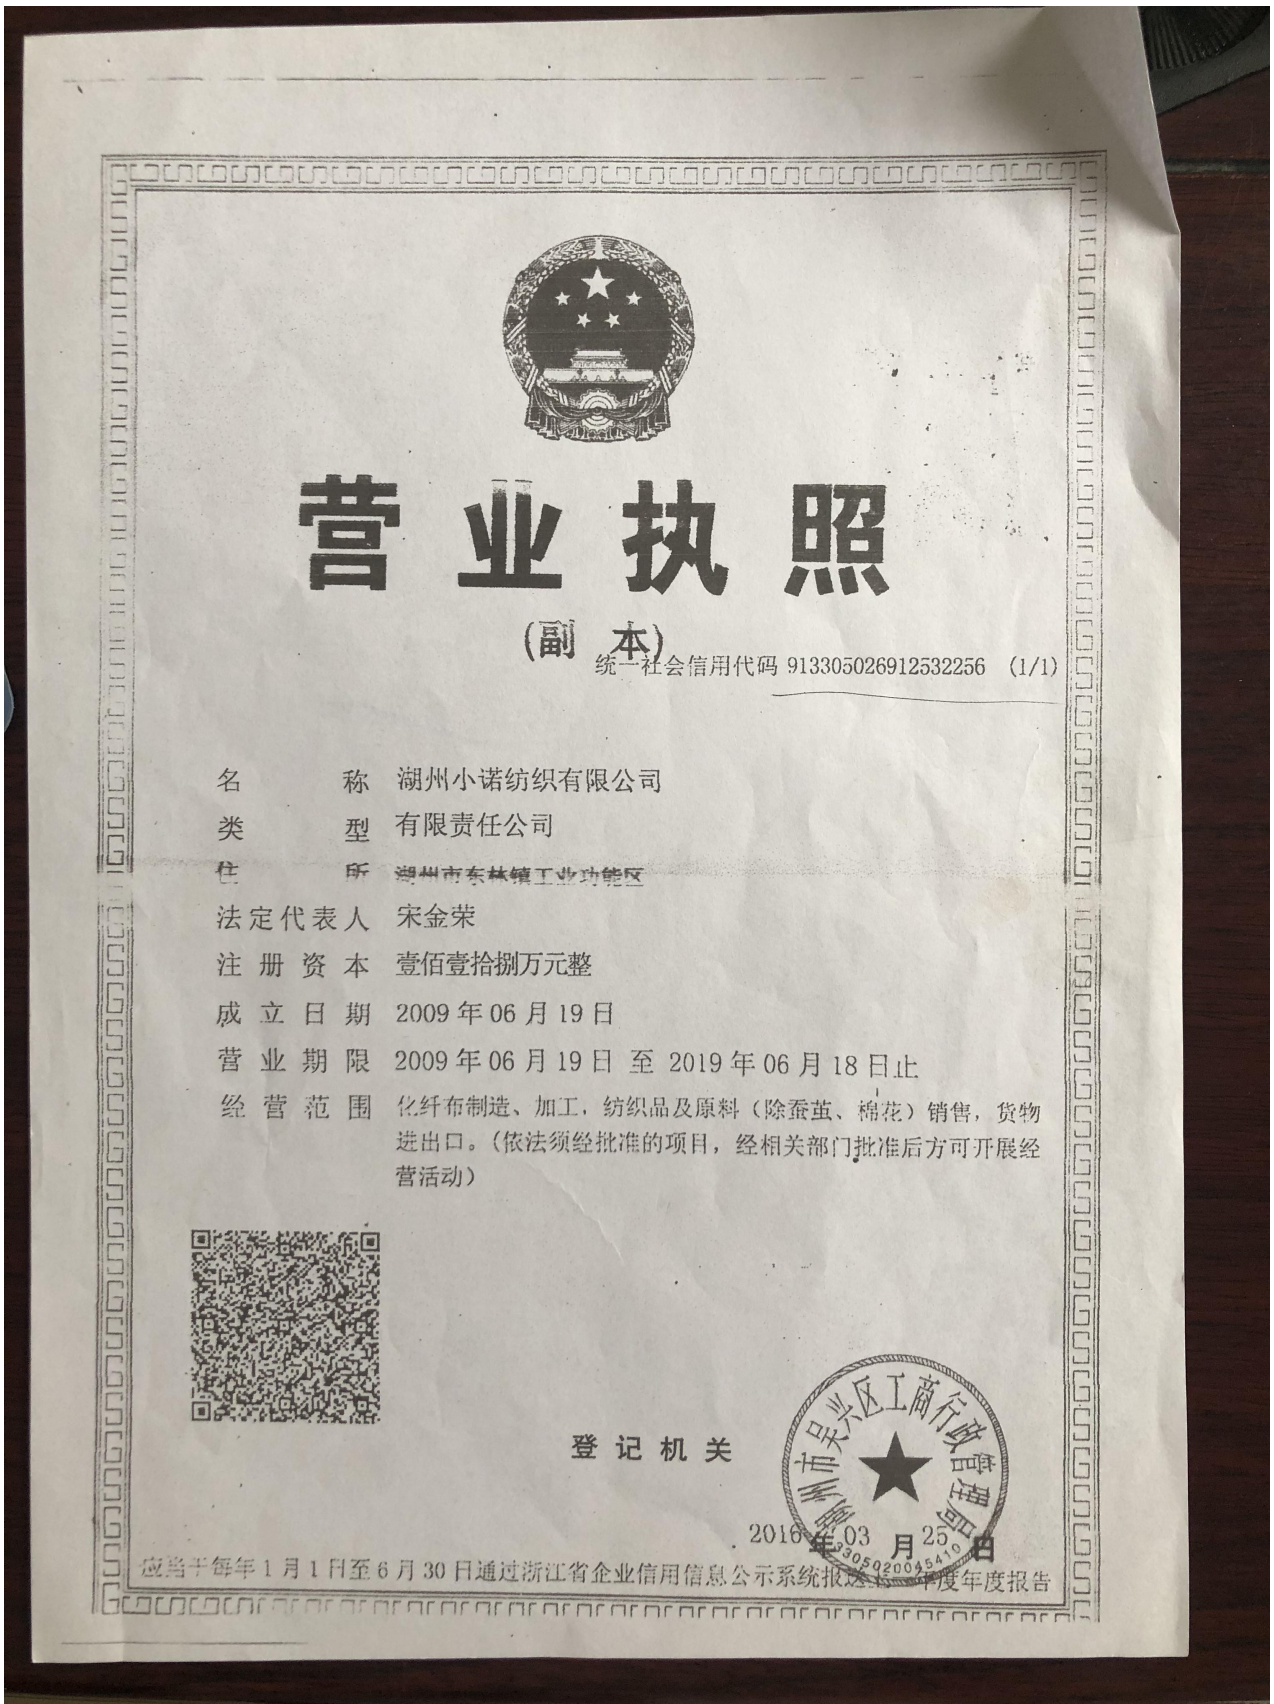 营业执照
(副 本)
统一社会信用代码 913305026912532256 (1/1)
名 称 湖州小诺纺织有限公司
类 型 有限责任公司
住 所 湖州市东林镇工业功能区
法定代表人 宋金荣
注册资本 壹佰壹拾捌万元整
成立日期 2009年06月19日
营业期限 2009年06月19日 至 2019年06月18日止
经营范围 化纤布制造、加工，纺织品及原料（除蚕茧、棉花）销售，货物
进出口。（依法须经批准的项目，经相关部门批准后方可开展经
营活动）
登记机关
湖州市吴兴区工商行政管理局
3305020045410
2016年03月25日
应当于每年1月1日至6月30日通过浙江省企业信用信息公示系统报送上一年度年度报告